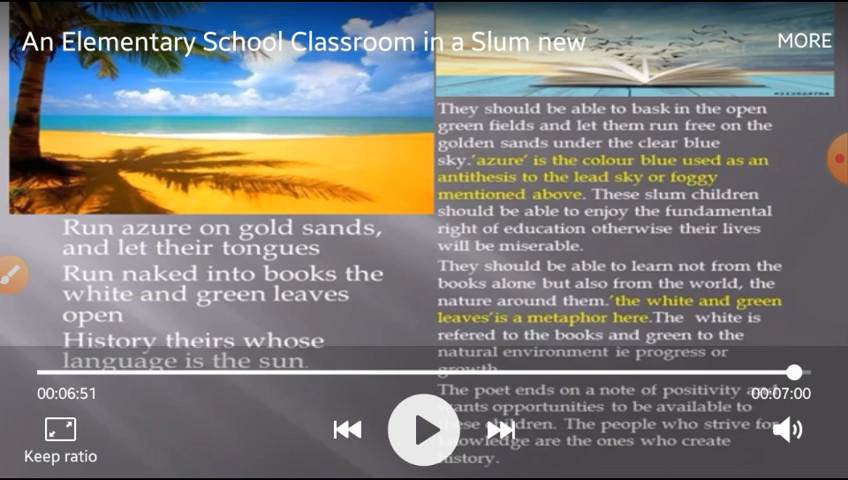 An Elementary School Classroom in a Slum new
MORE
Run azure on gold sands,
and let their tongues
Run naked into books the
white and green leaves
open
History theirs whose
language is the sun.
They should be able to bask in the open
green fields and let them run free on the
golden sands under the clear blue
sky.'azure' is the colour blue used as an
antithesis to the lead sky or foggy
mentioned above. These slum children
should be able to enjoy the fundamental
right of education otherwise their lives
will be miserable.
They should be able to learn not from the
books alone but also from the world, the
nature around them.'the white and green
leaves'is a metaphor here.The white is
refered to the books and green to the
natural environment ie progress or
growth
The poet ends on a note of positivity and
wants opportunities to be available to
these children. The people who strive for
knowledge are the ones who create
history.
00:06:51
00:07:00
Keep ratio